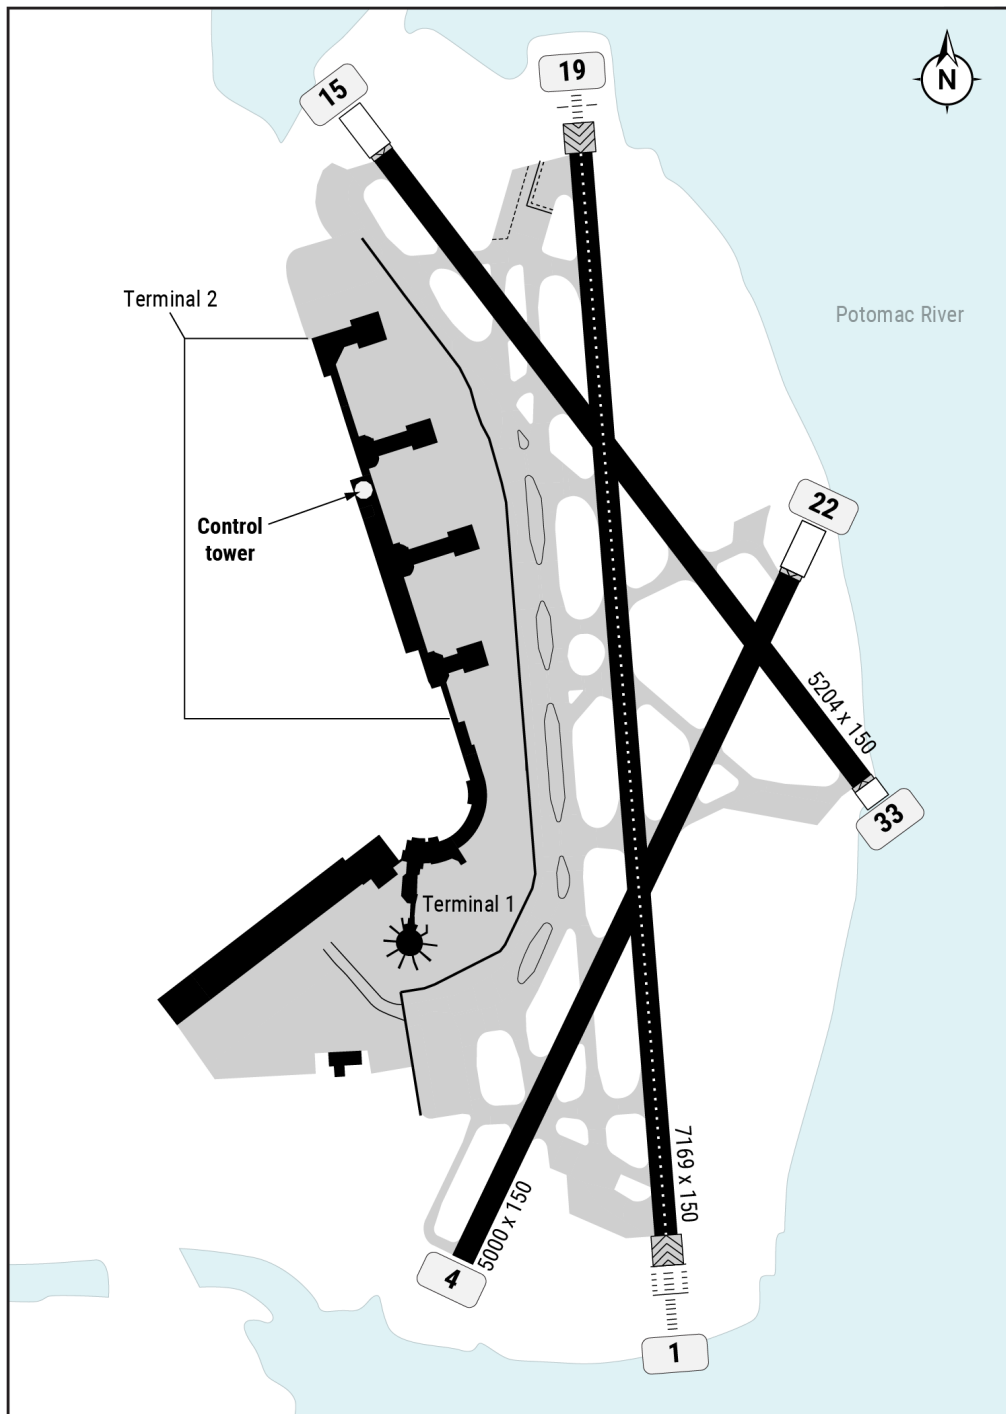 19
15
N
Terminal 2
Potomac River
22
Control
tower
5204 x 150
33
Terminal 1
7169 x 150
5000 x 150
4
1